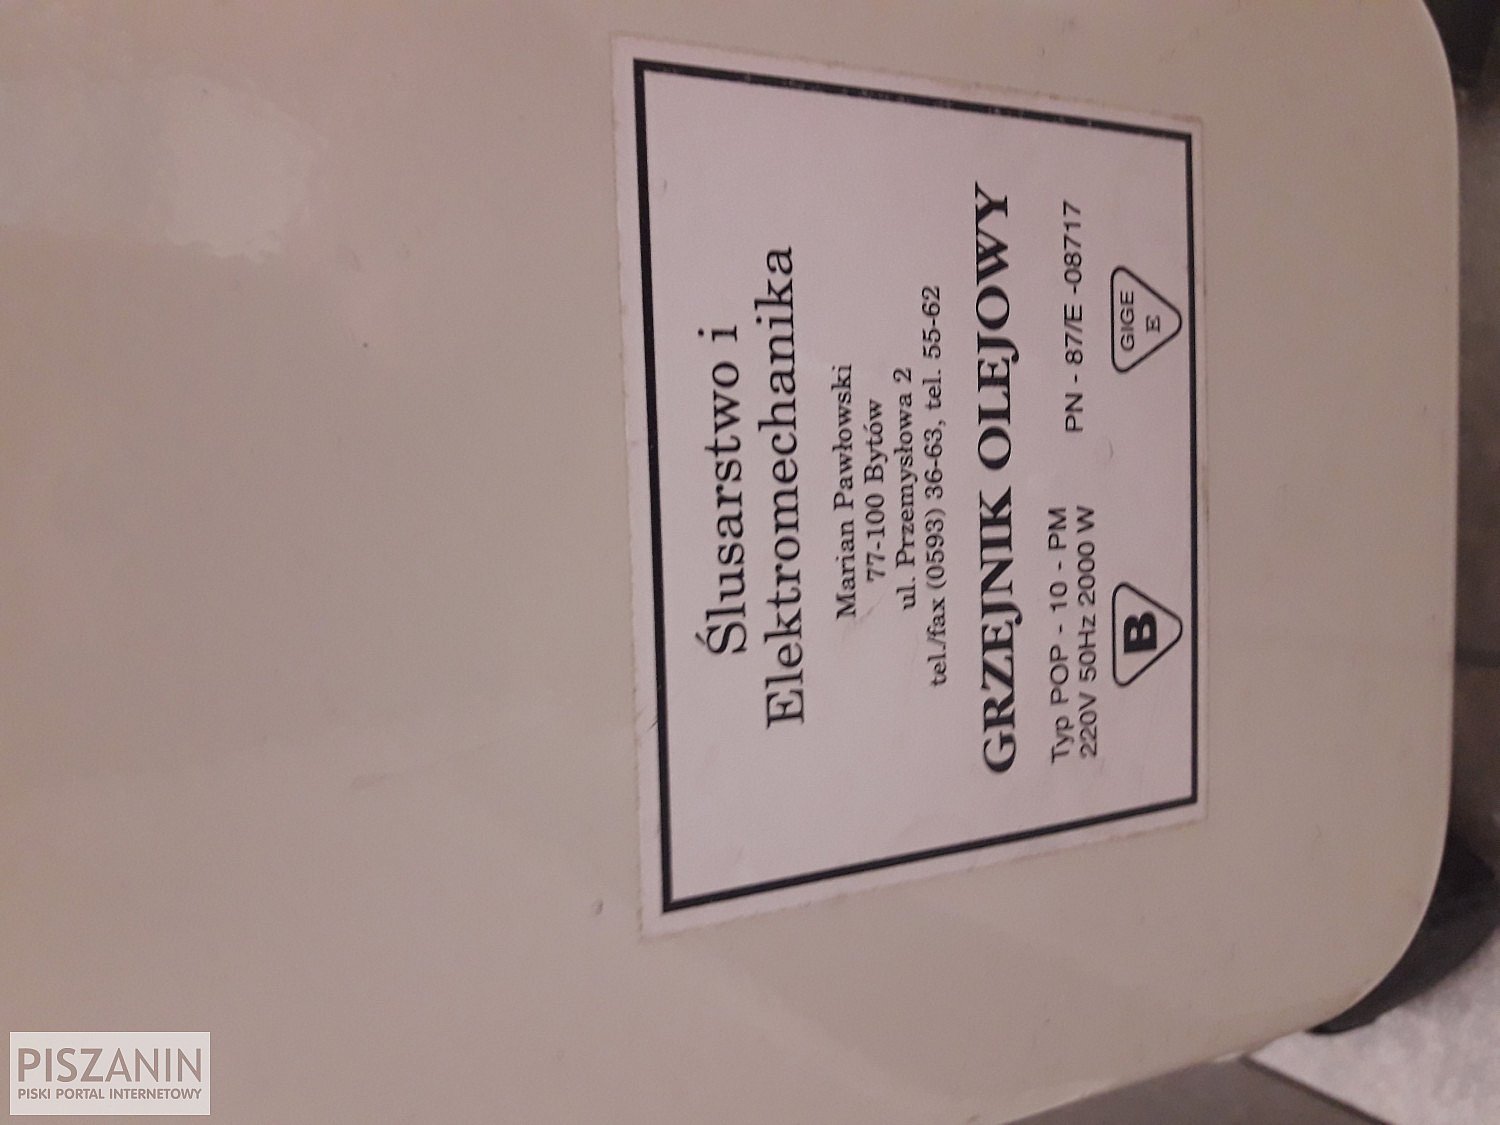 Ślusarstwo i
Elektromechanika
Marian Pawłowski
77-100 Bytów
ul. Przemysłowa 2
tel./fax (0593) 36-63, tel. 55-62
GRZEJNIK OLEJOWY
Typ POP - 10 - PM PN - 87/E -08717
220V 50Hz 2000 W
B
GIGE
E
PISZANIN
PISKI PORTAL INTERNETOWY